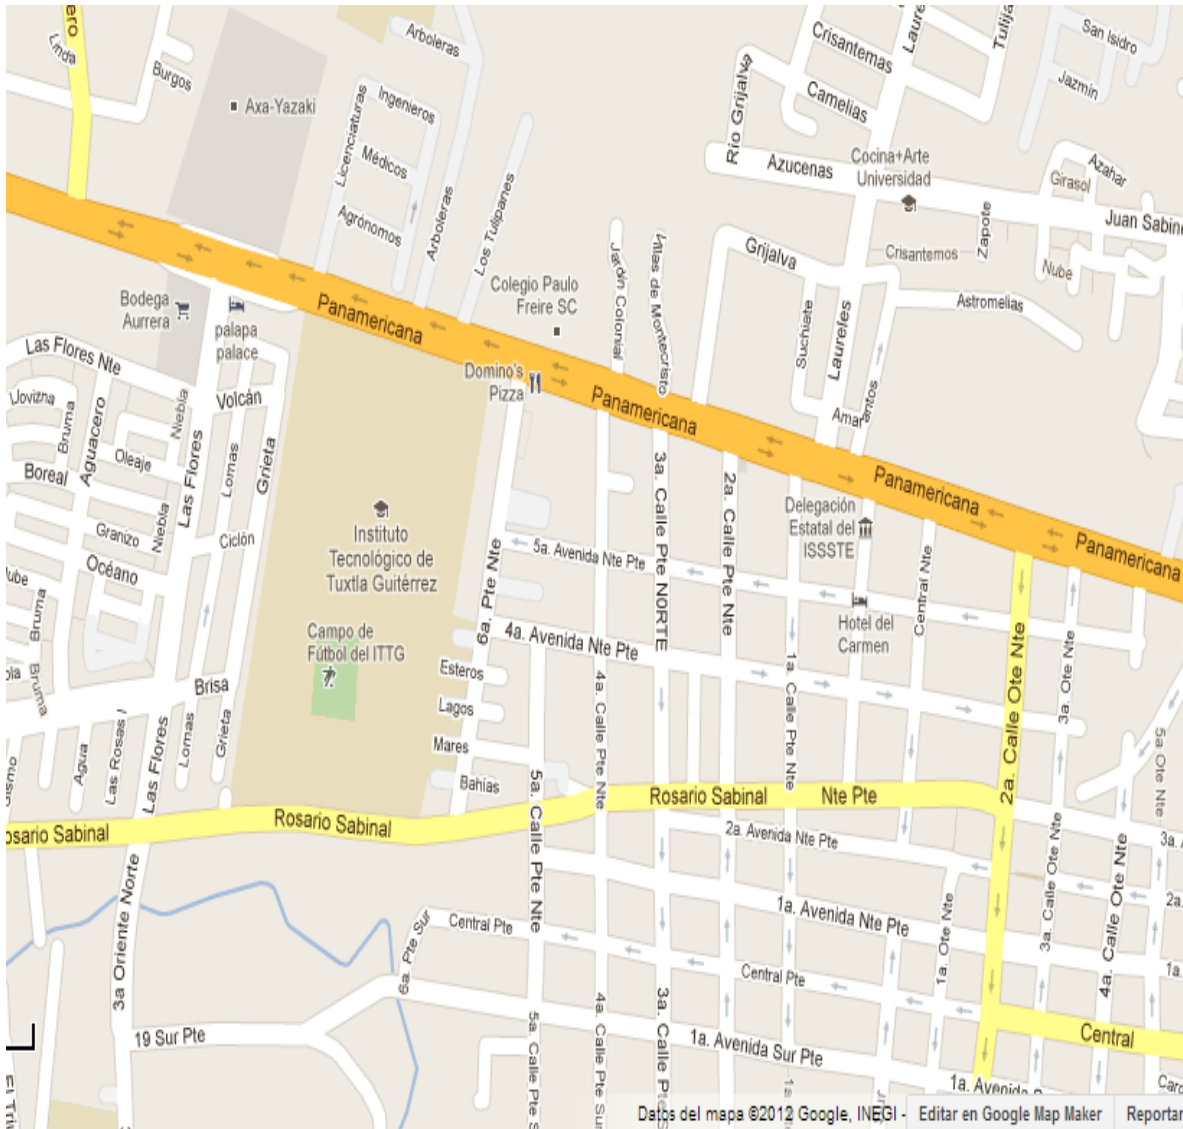 Linda
Burgos
Axa-Yazaki
Arboleras
Ingenieros
Licenciaturas
Médicos
Agrónomos
Arboleras
Los Tulipanes
Crisantemas
Camelias
Rio Grijalva
Azucenas
Cocina+Arte
Universidad
San Isidro
Jazmin
Azahar
Girasol
Juan Sabine
Zapote
Crisantemos
Nube
Astromelias
Grijalva
Suchiate
Laureles
Jardín Colonial
Colegio Paulo
Freire SC
Bodega
Aurrera
palapa
palace
Panamericana
Domino's
Pizza
Panamericana
Panamericana
Panamericana
Las Flores Nte
Jovizna
Bruma
Aguacero
Niebla
Volcán
Oleaje
Boreal
Las Flores
Lomas
Grieta
Granizo
Niebla
Ciclón
Océano
Bruma
Bruma
Brisa
Instituto
Tecnológico de
Tuxtla Guitérrez
Campo de
Fútbol del ITTG
6a. Pte Nte
3a. Calle Pte NORTE
2a. Calle Pte Nte
Delegación
Estatal del
ISSSTE
5a. Avenida Nte Pte
Central Nte
Hotel del
Carmen
4a. Avenida Nte Pte
Esteros
Lagos
Mares
Bahías
4a. Calle Pte Nte
1a. Calle Pte Nte
2a. Calle Ote Nte
3a. Ote Nte
5a Ote Nte
Agua
Las Rosas I
Las Flores
Lomas
Grieta
5a. Calle Pte Nte
Rosario Sabinal
Rosario Sabinal
Nte Pte
osario Sabinal
2a. Avenida Nte Pte
3a. Calle Ote Nte
4a. Calle Ote Nte
3a. A
2a.
1a. Avenida Nte Pte
1a. Ote Nte
1a.
3a Oriente Norte
6a. Pte Sur
Central Pte
Central Pte
19 Sur Pte
5a. Calle Pte S
4a. Calle Pte Sur
3a. Calle Pte S
1a. Avenida Sur Pte
Central
1a. Avenida S
Datos del mapa ©2012 Google, INEGI -
Editar en Google Map Maker
Reportar